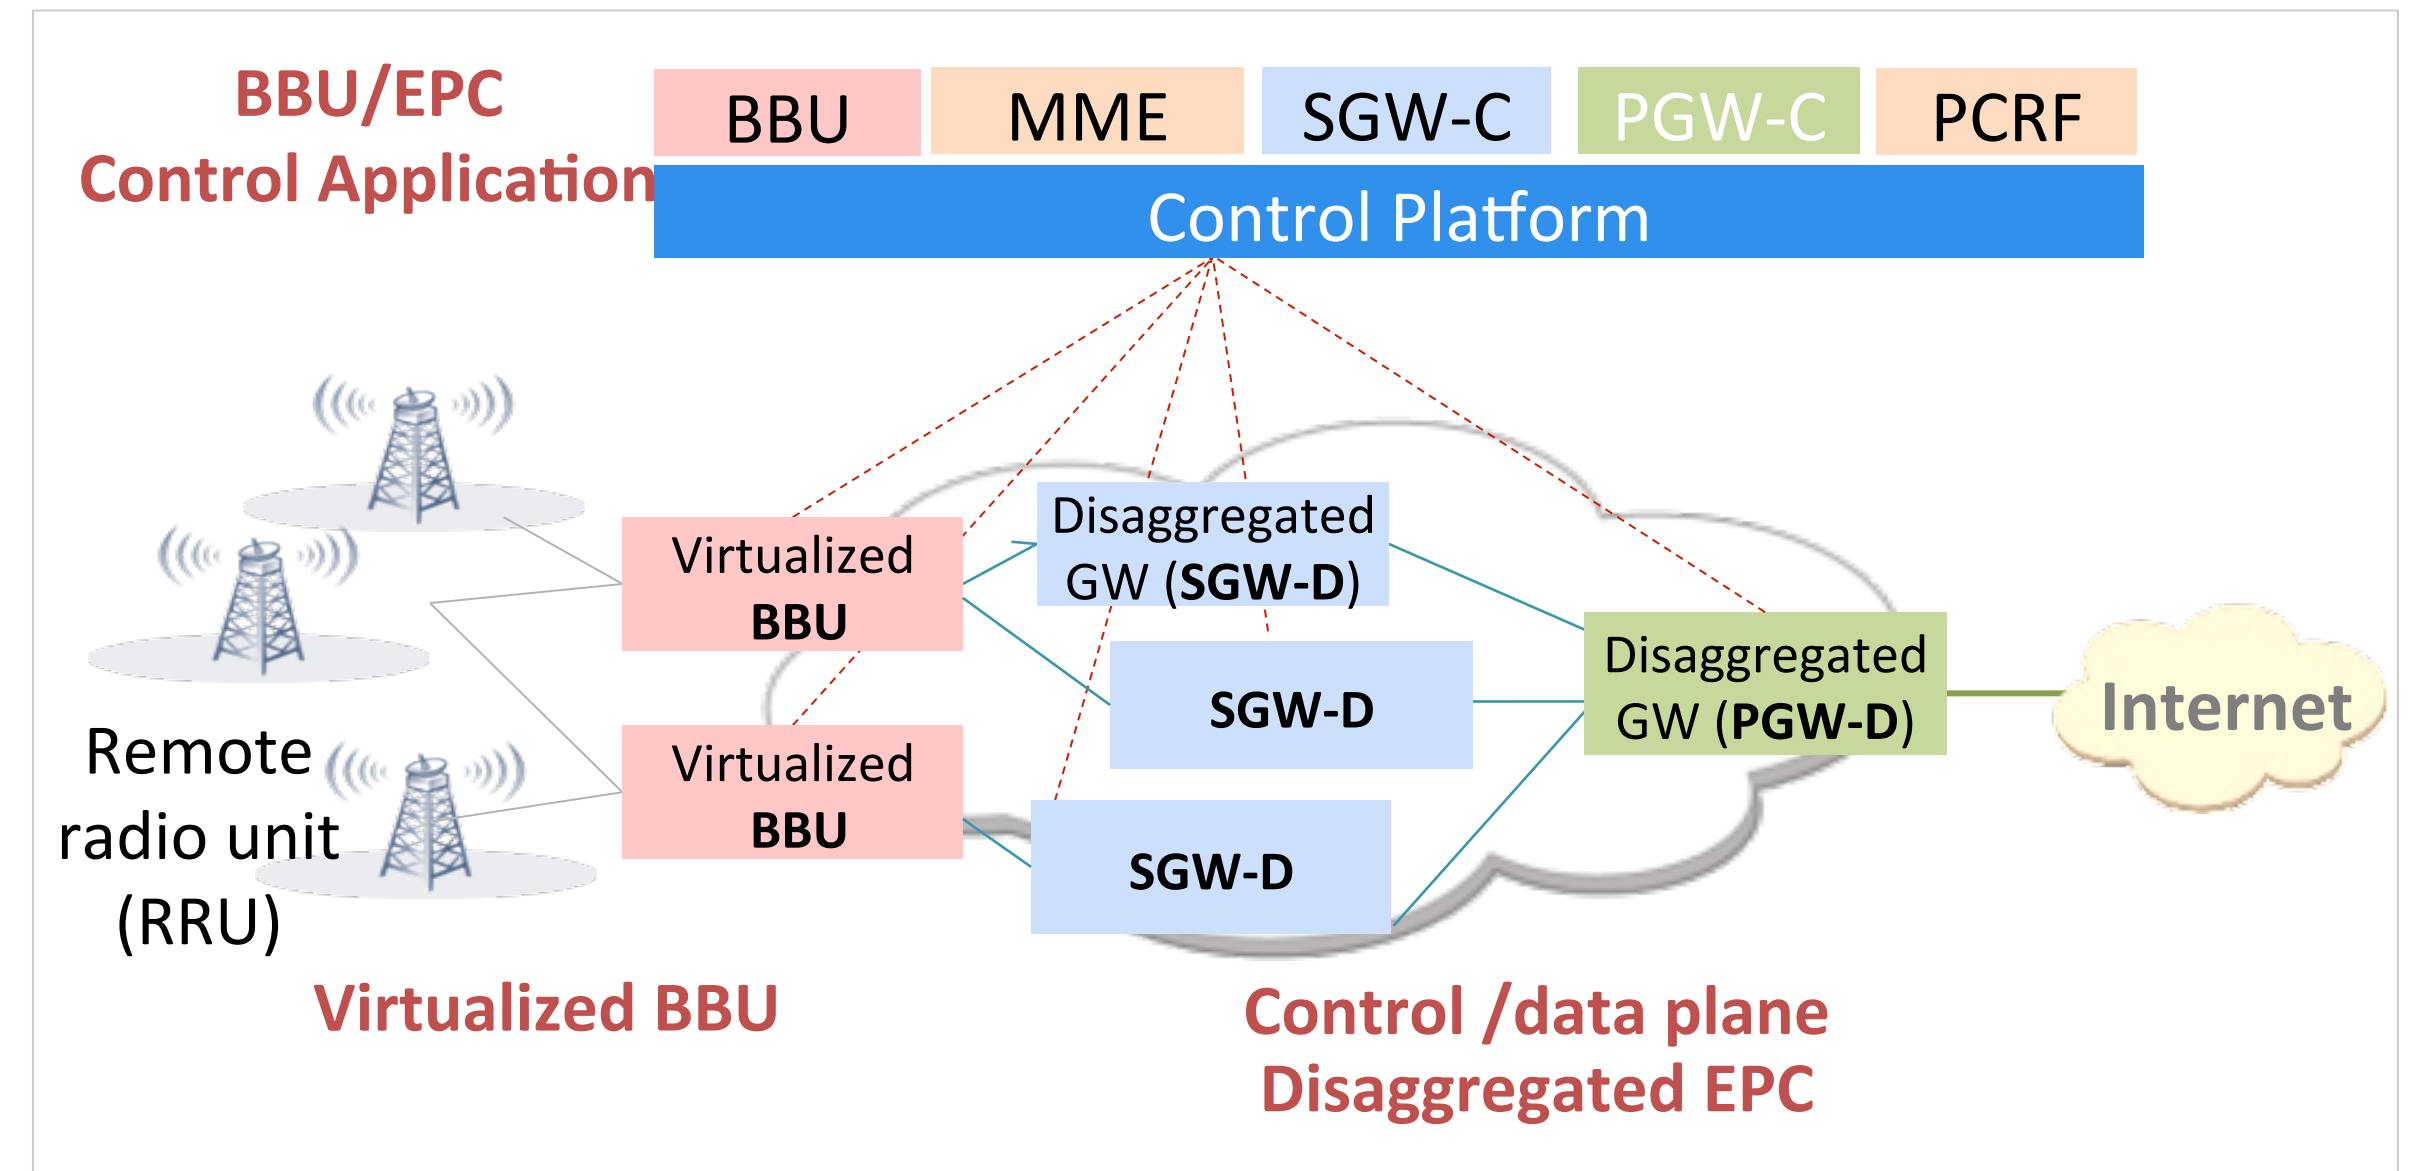 BBU/EPC
Control Application
BBU
MME
SGW-C
PGW-C
PCRF
Control Platform
Disaggregated
GW (SGW-D)
Virtualized
BBU
SGW-D
Disaggregated
GW (PGW-D)
Internet
Remote
radio unit
(RRU)
Virtualized
BBU
SGW-D
Virtualized BBU
Control /data plane
Disaggregated EPC